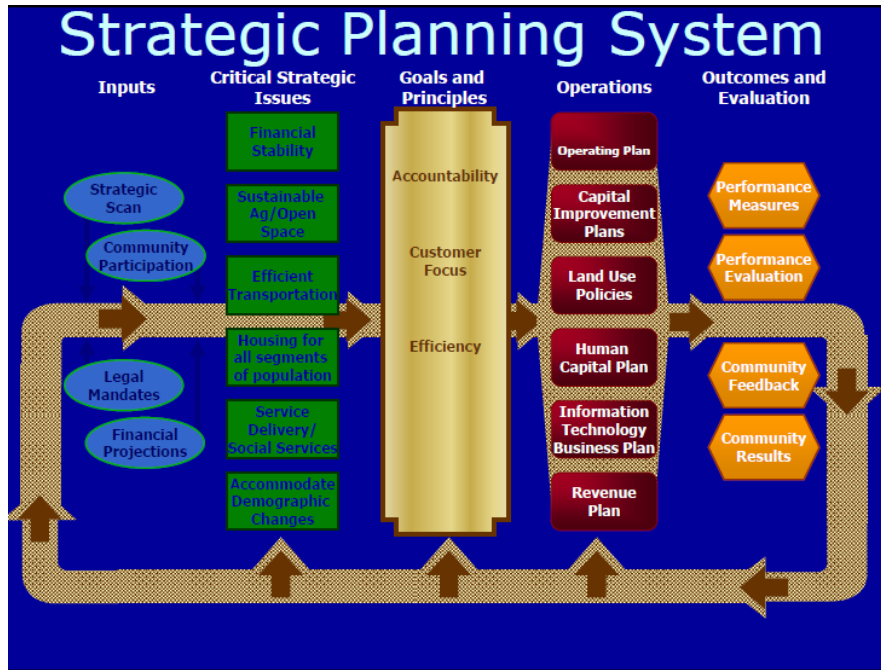 Strategic Planning System
Inputs
Critical Strategic
Issues
Goals and
Principles
Operations
Outcomes and
Evaluation
Strategic
Scan
Community
Participation
Legal
Mandates
Financial
Projections
Financial
Stability
Sustainable
Ag/Open
Space
Efficient
Transportation
Housing for
all segments
of population
Service
Delivery/
Social Services
Accommodate
Demographic
Changes
Accountability
Customer
Focus
Efficiency
Operating Plan
Capital
Improvement
Plans
Land Use
Policies
Human
Capital Plan
Information
Technology
Business Plan
Revenue
Plan
Performance
Measures
Performance
Evaluation
Community
Feedback
Community
Results